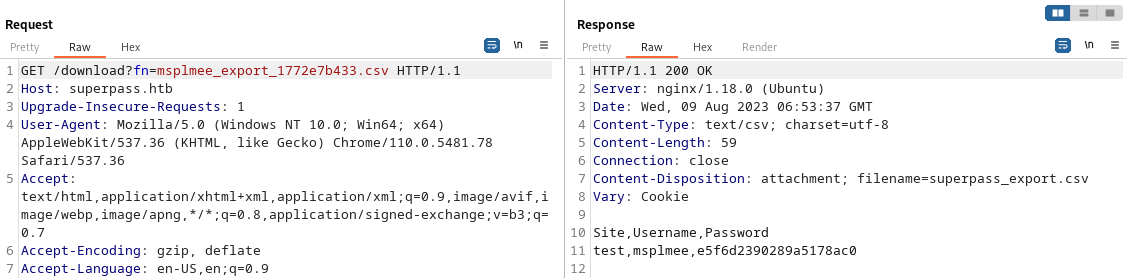 Request
Pretty Raw Hex
\n
1 GET /download?fn=msplmee_export_1772e7b433.csv HTTP/1.1
2 Host: superpass.htb
3 Upgrade-Insecure-Requests: 1
4 User-Agent: Mozilla/5.0 (Windows NT 10.0; Win64; x64)
AppleWebKit/537.36 (KHTML, like Gecko) Chrome/110.0.5481.78
Safari/537.36
5 Accept:
text/html,application/xhtml+xml,application/xml;q=0.9,image/avif,i
mage/webp,image/apng,*/*;q=0.8,application/signed-exchange;v=b3;q=
0.7
6 Accept-Encoding: gzip, deflate
7 Accept-Language: en-US,en;q=0.9
Response
Pretty Raw Hex Render
\n
1 HTTP/1.1 200 OK
2 Server: nginx/1.18.0 (Ubuntu)
3 Date: Wed, 09 Aug 2023 06:53:37 GMT
4 Content-Type: text/csv; charset=utf-8
5 Content-Length: 59
6 Connection: close
7 Content-Disposition: attachment; filename=superpass_export.csv
8 Vary: Cookie
9
10 Site,Username,Password
11 test,msplmee,e5f6d2390289a5178ac0
12